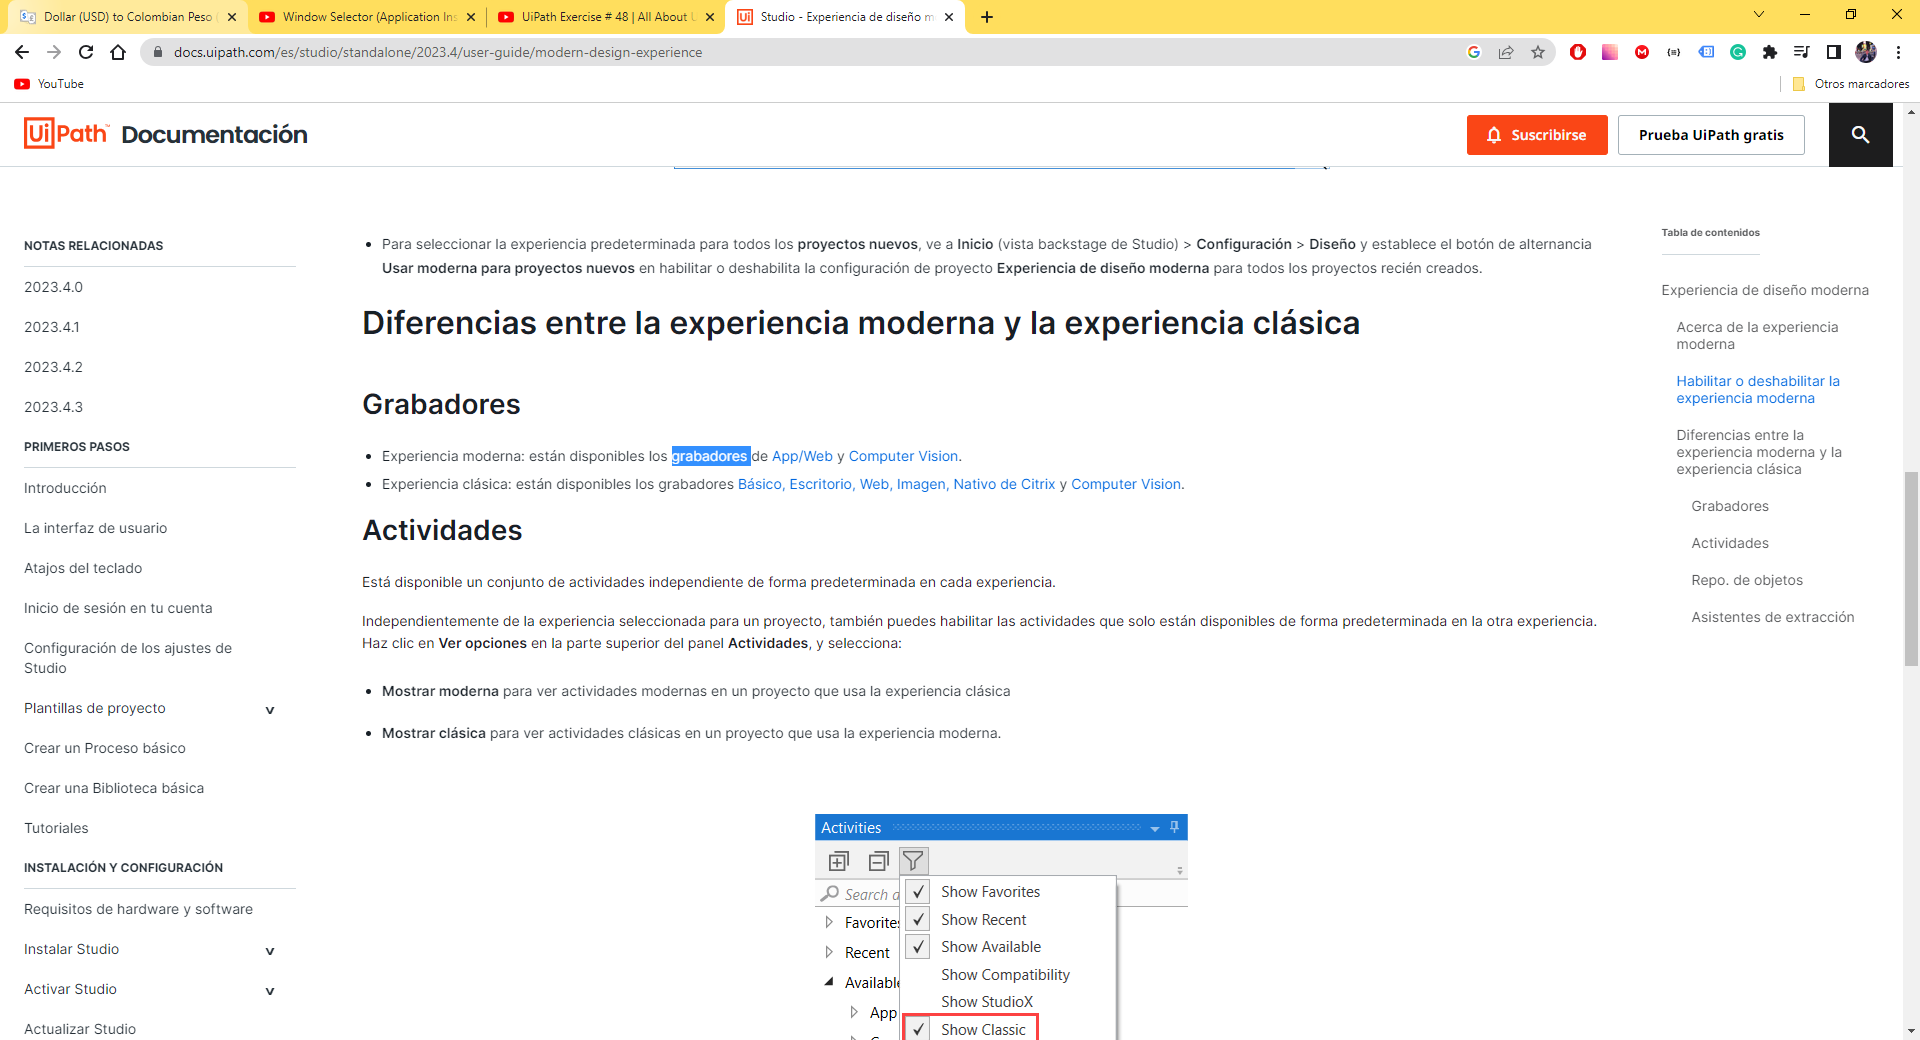 Dollar (USD) to Colombian Peso
Window Selector (Application Ins
UiPath Exercise # 48 | All About U
Studio - Experiencia de diseño m
docs.uipath.com/es/studio/standalone/2023.4/user-guide/modern-design-experience
YouTube
Otros marcadores
UiPath Documentación
Suscribirse
Prueba UiPath gratis
NOTAS RELACIONADAS
2023.4.0
2023.4.1
2023.4.2
2023.4.3
PRIMEROS PASOS
Introducción
La interfaz de usuario
Atajos del teclado
Inicio de sesión en tu cuenta
Configuración de los ajustes de
Studio
Plantillas de proyecto
Crear un Proceso básico
Crear una Biblioteca básica
Tutoriales
INSTALACIÓN Y CONFIGURACIÓN
Requisitos de hardware y software
Instalar Studio
Activar Studio
Actualizar Studio
Para seleccionar la experiencia predeterminada para todos los proyectos nuevos, ve a Inicio (vista backstage de Studio) > Configuración > Diseño y establece el botón de alternancia
Usar moderna para proyectos nuevos en habilitar o deshabilita la configuración de proyecto Experiencia de diseño moderna para todos los proyectos recién creados.
Diferencias entre la experiencia moderna y la experiencia clásica
Grabadores
Experiencia moderna: están disponibles los grabadores de App/Web y Computer Vision.
Experiencia clásica: están disponibles los grabadores Básico, Escritorio, Web, Imagen, Nativo de Citrix y Computer Vision.
Actividades
Está disponible un conjunto de actividades independiente de forma predeterminada en cada experiencia.
Independientemente de la experiencia seleccionada para un proyecto, también puedes habilitar las actividades que solo están disponibles de forma predeterminada en la otra experiencia.
Haz clic en Ver opciones en la parte superior del panel Actividades, y selecciona:
Mostrar moderna para ver actividades modernas en un proyecto que usa la experiencia clásica
Mostrar clásica para ver actividades clásicas en un proyecto que usa la experiencia moderna.
Activities
Search a
Favorites
Recent
Available
App
Show Favorites
Show Recent
Show Available
Show Compatibility
Show StudioX
Show Classic
Tabla de contenidos
Experiencia de diseño moderna
Acerca de la experiencia
moderna
Habilitar o deshabilitar la
experiencia moderna
Diferencias entre la
experiencia moderna y la
experiencia clásica
Grabadores
Actividades
Repo. de objetos
Asistentes de extracción